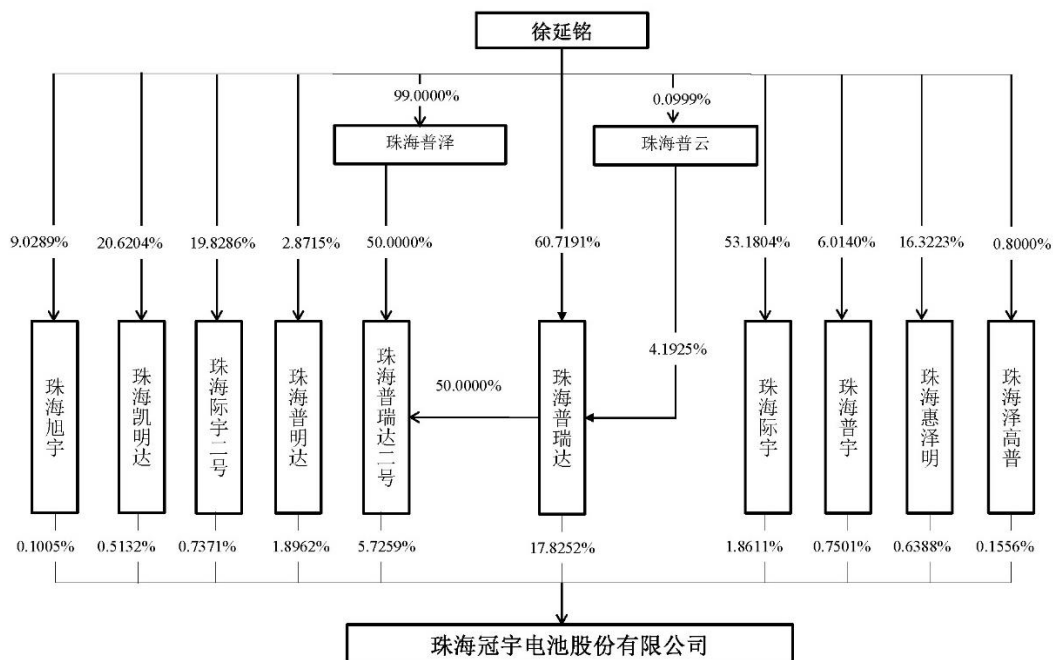 徐延铭
99.0000%
0.0999%
珠海普泽
珠海普云
9.0289%
20.6204%
19.8286%
2.8715%
50.0000%
60.7191%
53.1804%
6.0140%
16.3223%
0.8000%
4.1925%
50.0000%
珠海旭宇
珠海凯明达
珠海际宇二号
珠海普明达
珠海普瑞达二号
珠海普瑞达
珠海际宇
珠海普宇
珠海惠泽明
珠海泽高普
0.1005%
0.5132%
0.7371%
1.8962%
5.7259%
17.8252%
1.8611%
0.7501%
0.6388%
0.1556%
珠海冠宇电池股份有限公司